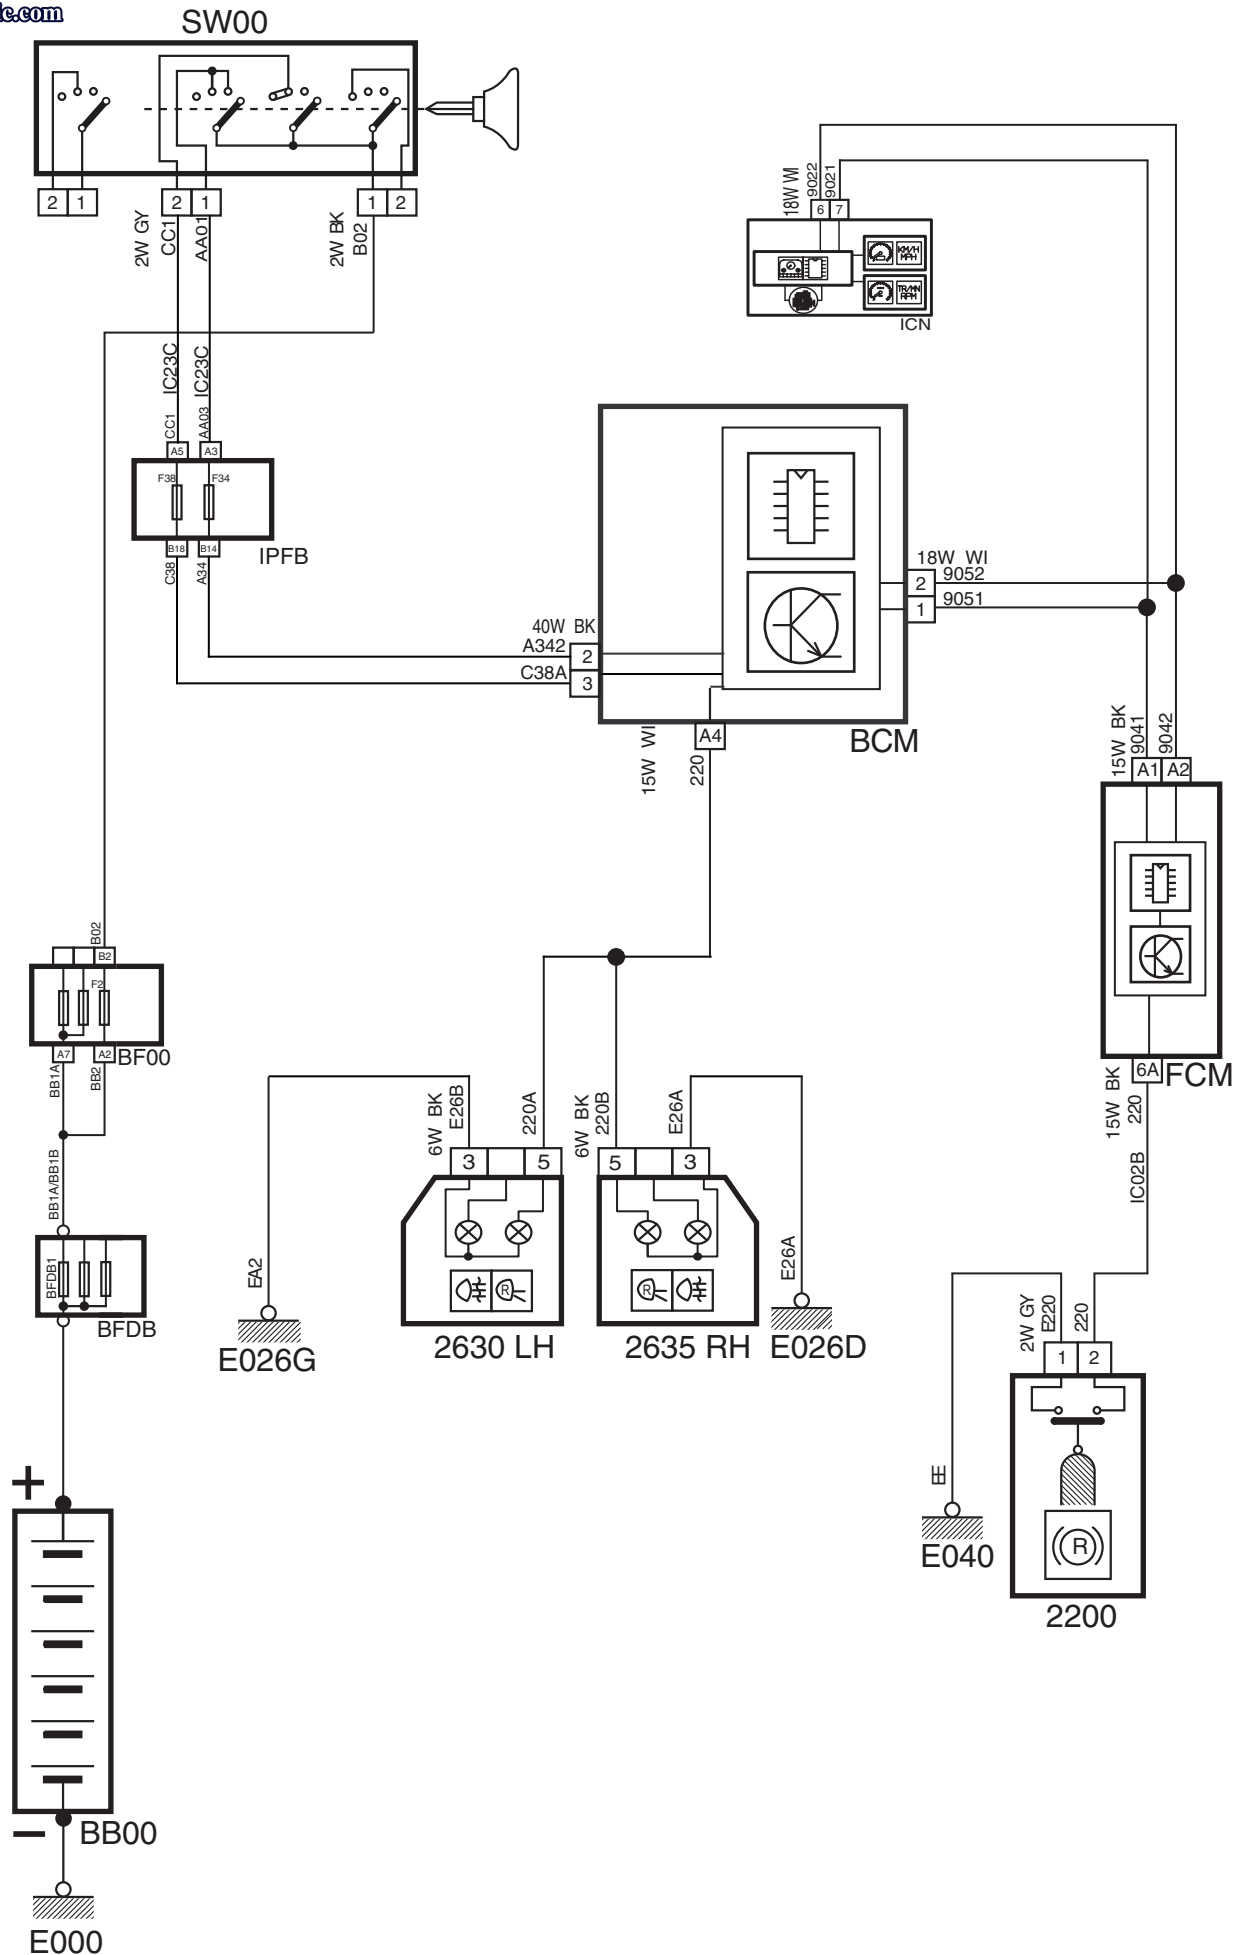 ic.com
SW00
2 1
2 1
1 2
2W GY
CC1
AA01
2W BK
B02
IC23C
IC23C
CC1
AA03
A5 A3
F38 F34
B18 B14
IPFB
C38
A34
18W WI
9022
9021
6 7
KM/H
MPH
TR/MN
RPM
ICN
18W WI
2 9052
1 9051
40W BK
A342 2
C38A 3
BCM
15W WI
A4
220
15W BK
9041
9042
A1 A2
FCM
6A
15W BK
220
IC02B
B02
B2
F2
A7 A2
BF00
BB1A
BB2
BB1A/BB1B
BFDB1
BFDB
6W BK
E26B
220A
6W BK
220B
E26A
3 5
5 3
R
R
EA2
E26A
E026G
2630 LH
2635 RH
E026D
2W GY
E220
220
1 2
EE
E040
R
2200
+
−
BB00
E000